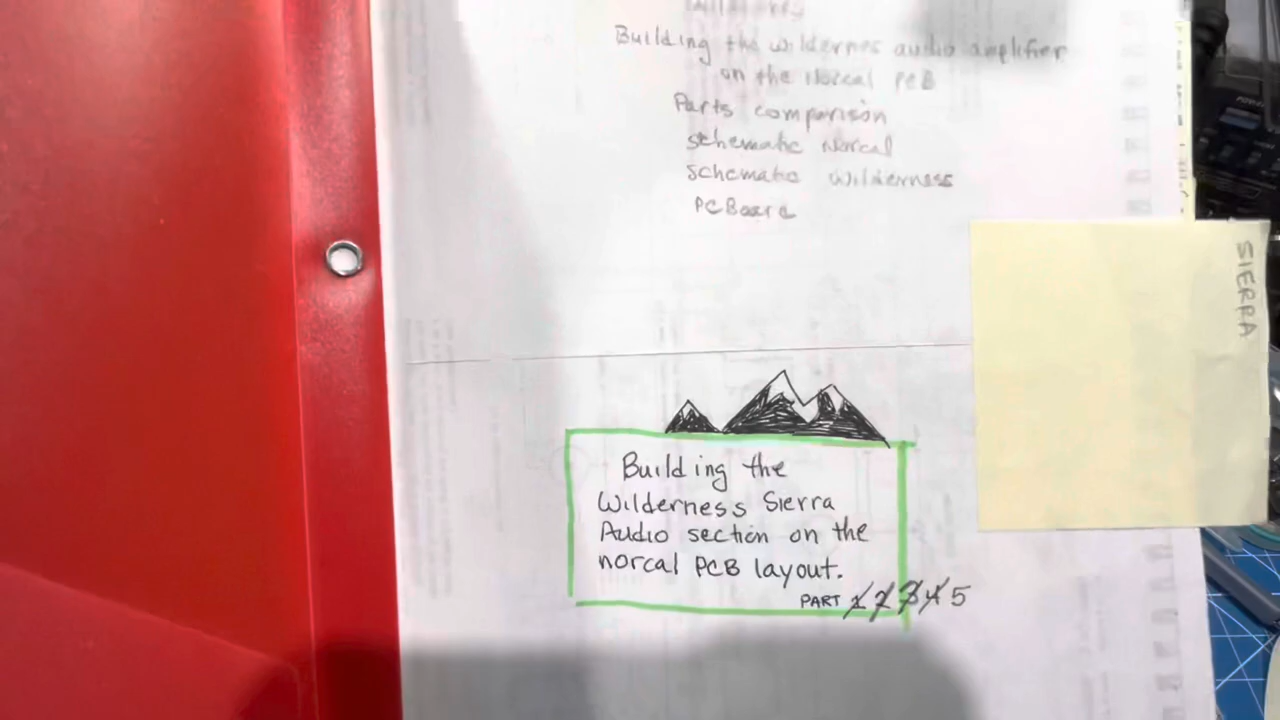 Building the wildernes audio amplifier
on the Norcal PCB
Parts comparison
schematic Norcal
schematic Wilderness
PCBoard
SIERRA
Building the
Wilderness Sierra
Audio section on the
norcal PCB layout.
PART 1 2 3 4 5